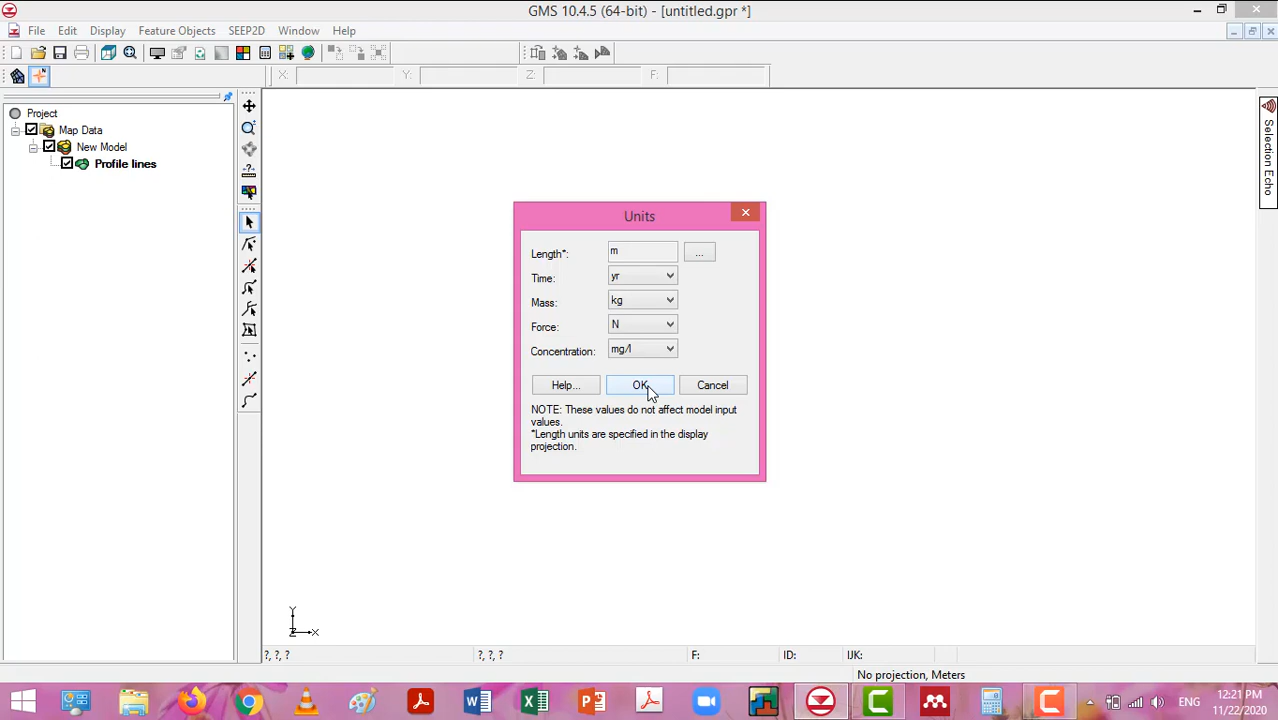 GMS 10.4.5 (64-bit) - [untitled.gpr *]
File Edit Display Feature Objects SEEP2D Window Help
X: Y: Z: F:
Project
Map Data
New Model
Profile lines
Selection Echo
Units
Length*: m ...
Time: yr
Mass: kg
Force: N
Concentration: mg/l
Help... OK Cancel
NOTE: These values do not affect model input
values.
*Length units are specified in the display
projection.
Y
Z X
?, ?, ? ?, ?, ? F: ID: IJK:
No projection, Meters
ENG
12:21 PM
11/22/2020